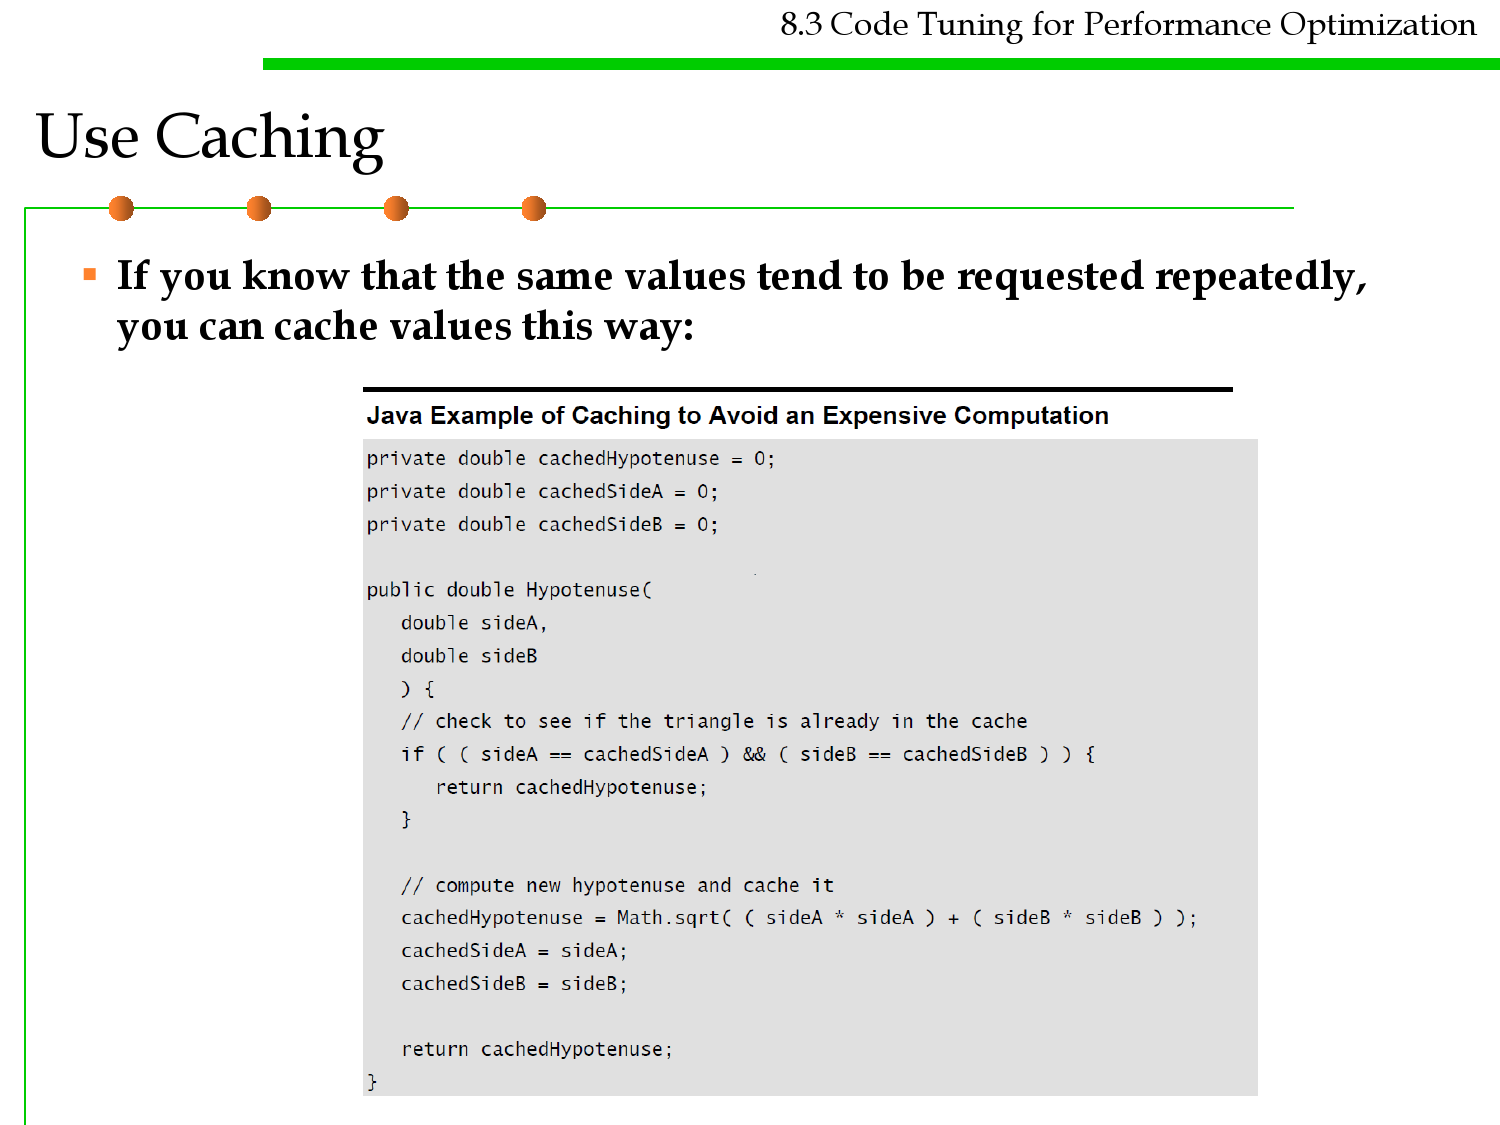 8.3 Code Tuning for Performance Optimization
Use Caching
If you know that the same values tend to be requested repeatedly,
you can cache values this way:
Java Example of Caching to Avoid an Expensive Computation
private double cachedHypotenuse = 0;
private double cachedSideA = 0;
private double cachedSideB = 0;
public double Hypotenuse(
   double sideA,
   double sideB
   ) {
   // check to see if the triangle is already in the cache
   if ( ( sideA == cachedSideA ) && ( sideB == cachedSideB ) ) {
      return cachedHypotenuse;
   }
   // compute new hypotenuse and cache it
   cachedHypotenuse = Math.sqrt( ( sideA * sideA ) + ( sideB * sideB ) );
   cachedSideA = sideA;
   cachedSideB = sideB;
   return cachedHypotenuse;
}